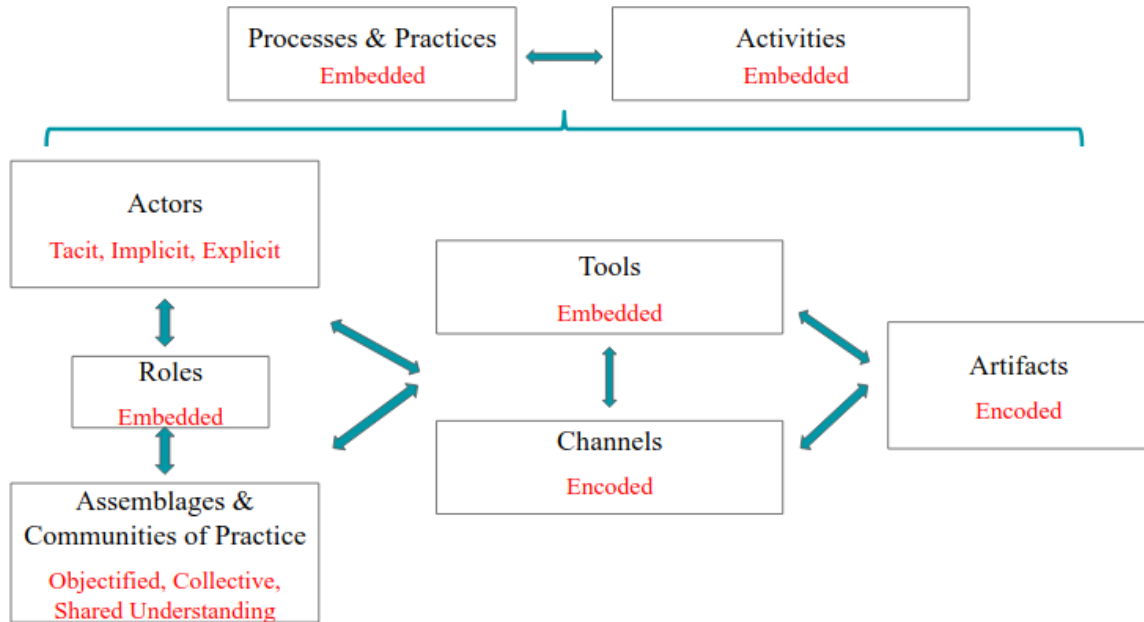 Processes & Practices
Embedded
Activities
Embedded
Actors
Tacit, Implicit, Explicit
Roles
Embedded
Assemblages &
Communities of Practice
Objectified, Collective,
Shared Understanding
Tools
Embedded
Channels
Encoded
Artifacts
Encoded